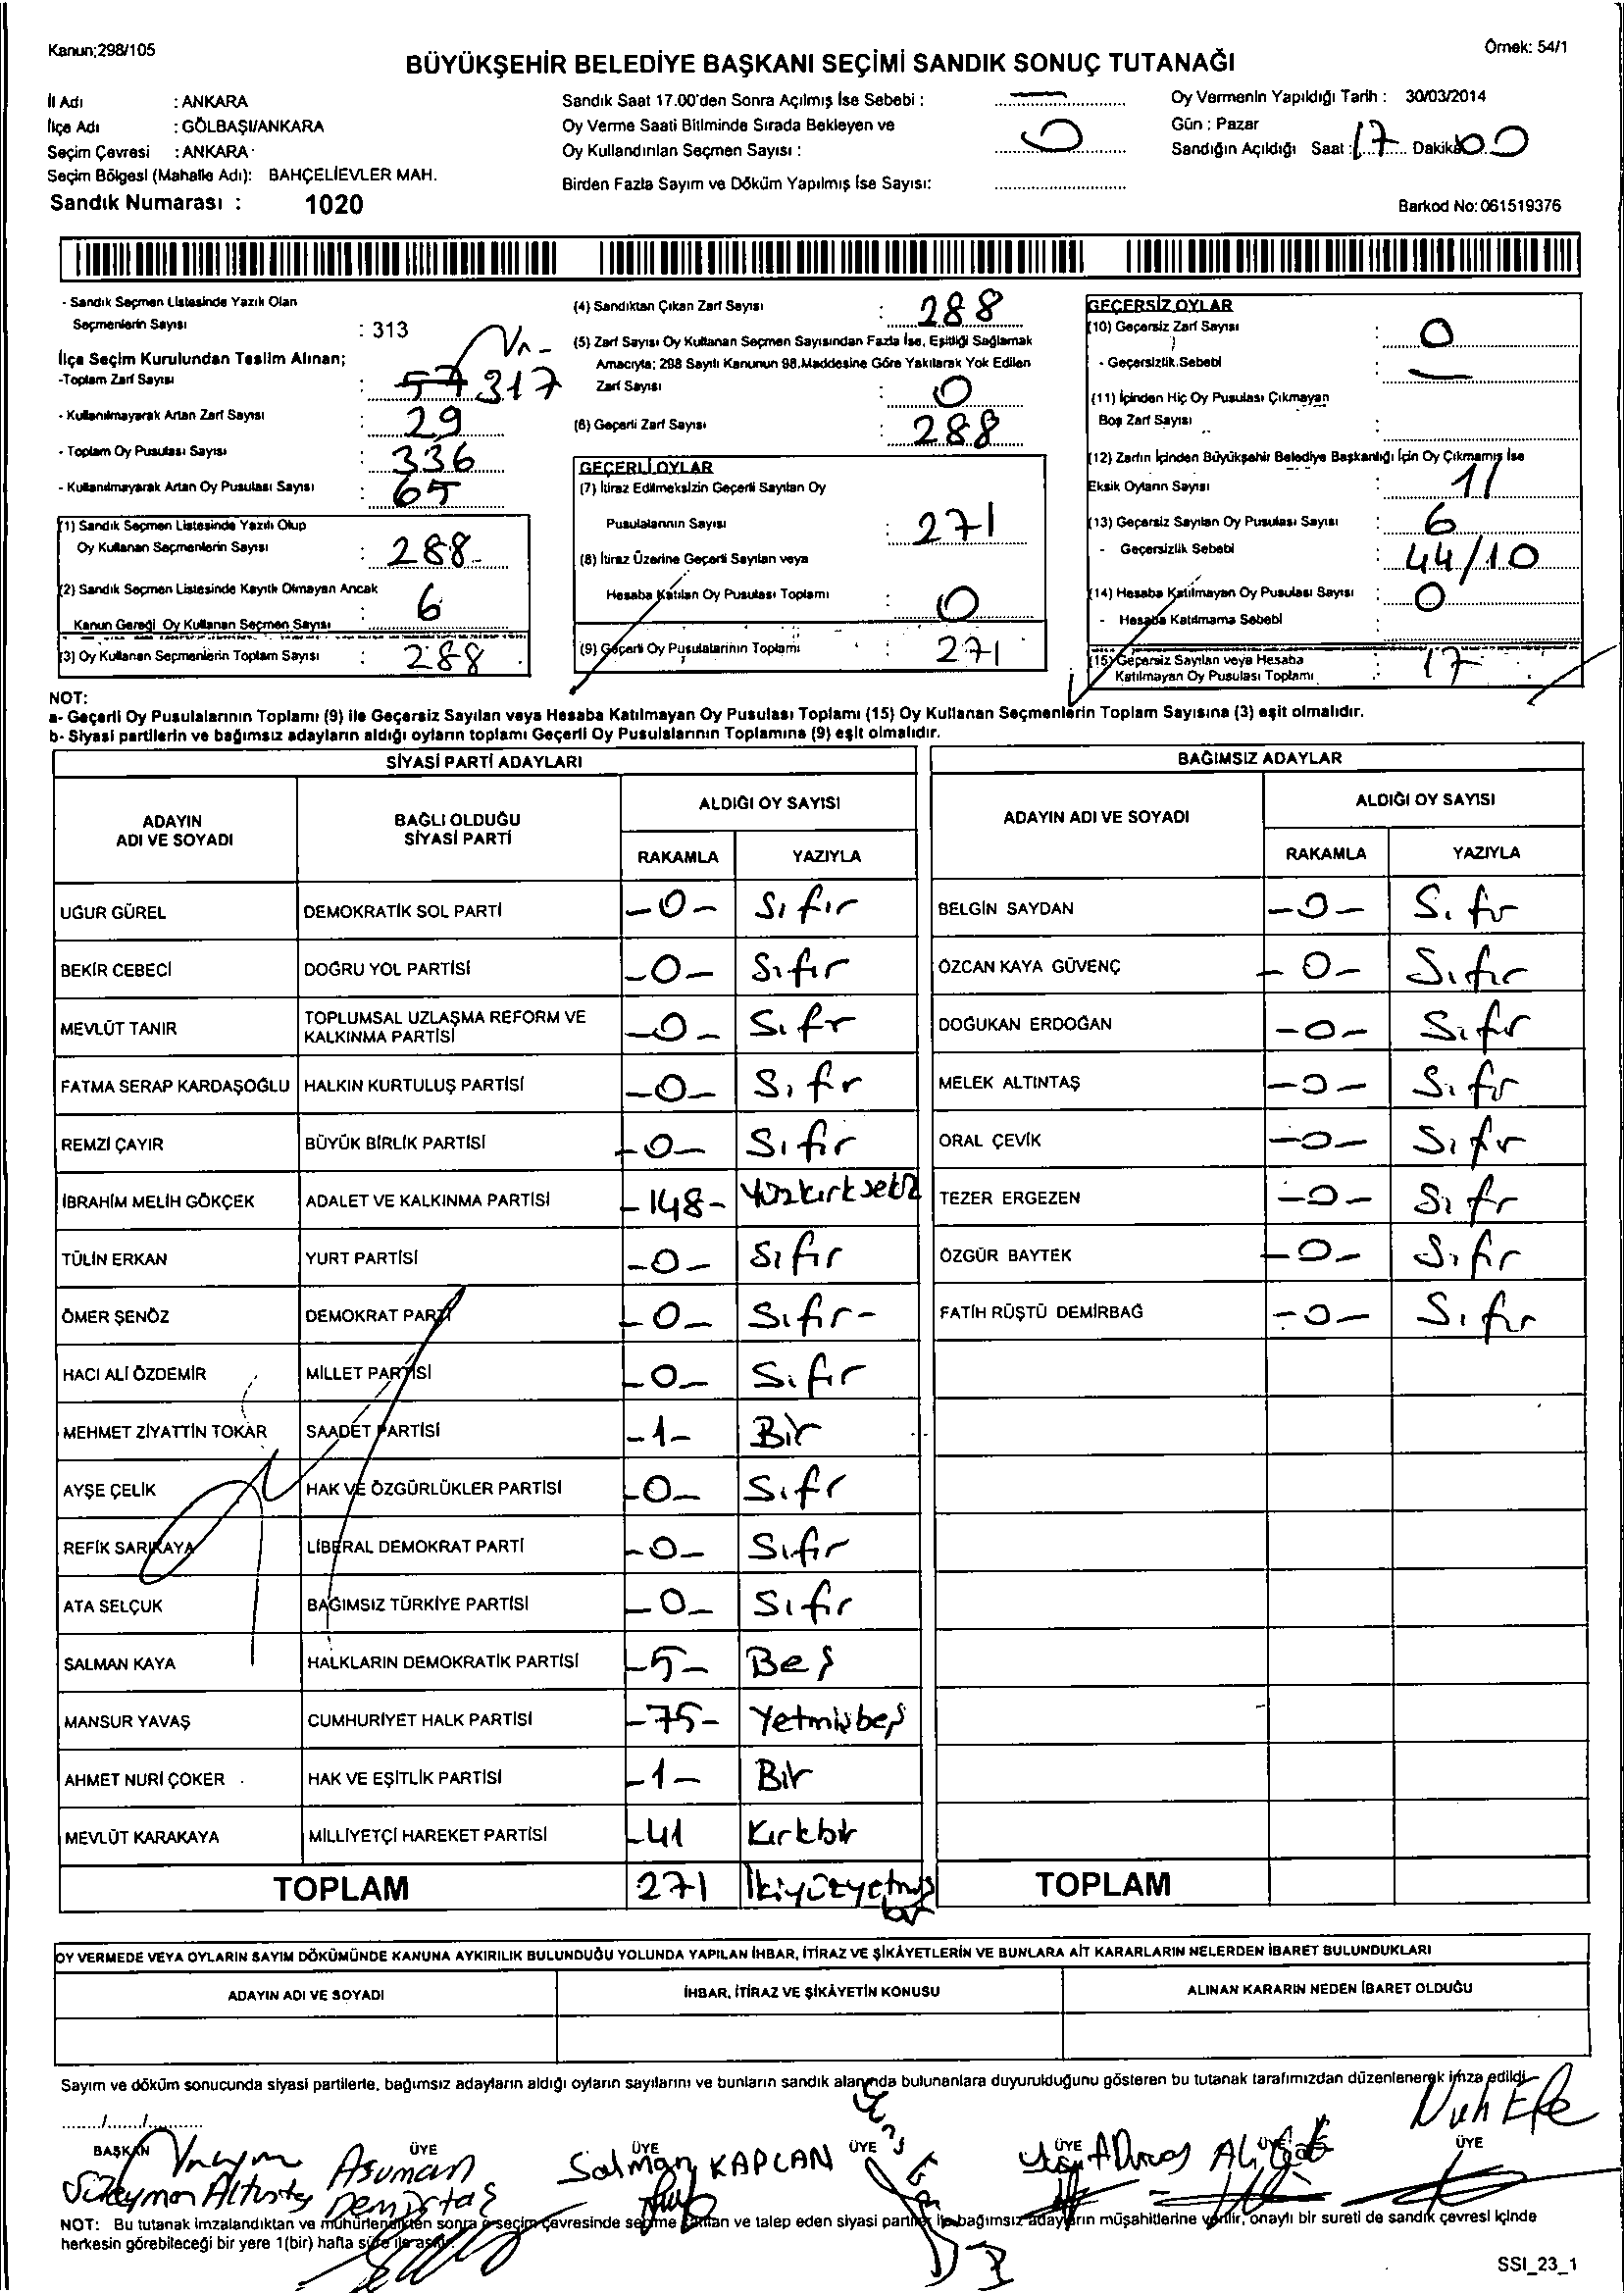 Kanun;298/105
Örnek: 54/1
BÜYÜKŞEHİR BELEDİYE BAŞKANI SEÇİMİ SANDIK SONUÇ TUTANAĞI
İl Adı : ANKARA
İlçe Adı : GÖLBAŞI/ANKARA
Seçim Çevresi : ANKARA
Seçim Bölgesi (Mahalle Adı): BAHÇELİEVLER MAH.
Sandık Numarası : 1020
Sandık Saat 17.00'den Sonra Açılmış İse Sebebi : —
Oy Verme Saati Bitiminde Sırada Bekleyen ve
Oy Kullandırılan Seçmen Sayısı : 0
Birden Fazla Sayım ve Döküm Yapılmış İse Sayısı:
Oy Vermenin Yapıldığı Tarih : 30/03/2014
Gün : Pazar
Sandığın Açıldığı Saat : 17 Dakika 00
Barkod No: 061519376
- Sandık Seçmen Listesinde Yazılı Olan
Seçmenlerin Sayısı : 313
İlçe Seçim Kurulundan Teslim Alınan;
-Toplam Zarf Sayısı : 317
- Kullanılmayarak Artan Zarf Sayısı : 29
- Toplam Oy Pusulası Sayısı : 336
- Kullanılmayarak Artan Oy Pusulası Sayısı : 65
(1) Sandık Seçmen Listesinde Yazılı Olup
Oy Kullanan Seçmenlerin Sayısı : 288
(2) Sandık Seçmen Listesinde Kayıtlı Olmayan Ancak
Kanun Gereği Oy Kullanan Seçmen Sayısı 6
(3) Oy Kullanan Seçmenlerin Toplam Sayısı : 288
(4) Sandıktan Çıkan Zarf Sayısı : 288
(5) Zarf Sayısı Oy Kullanan Seçmen Sayısından Fazla İse, Eşitliği Sağlamak
Amacıyla; 298 Sayılı Kanunun 98.Maddesine Göre Yakılarak Yok Edilen
Zarf Sayısı : 0
(6) Geçerli Zarf Sayısı : 288
GEÇERLİ OYLAR
(7) İtiraz Edilmeksizin Geçerli Sayılan Oy
Pusulalarının Sayısı : 271
(8) İtiraz Üzerine Geçerli Sayılan veya
Hesaba Katılan Oy Pusulası Toplamı : 0
(9) Geçerli Oy Pusulalarının Toplamı : 271
GEÇERSİZ OYLAR
(10) Geçersiz Zarf Sayısı : 0
- Geçersizlik Sebebi : —
(11) İçinden Hiç Oy Pusulası Çıkmayan
Boş Zarf Sayısı :
(12) Zarfın İçinden Büyükşehir Belediye Başkanlığı İçin Oy Çıkmamış İse
Eksik Oyların Sayısı : 11
(13) Geçersiz Sayılan Oy Pusulası Sayısı : 6
- Geçersizlik Sebebi : 44/10
(14) Hesaba Katılmayan Oy Pusulası Sayısı : 0
- Hesaba Katılmama Sebebi
(15) Geçersiz Sayılan veya Hesaba
Katılmayan Oy Pusulası Toplamı : 17
NOT:
a- Geçerli Oy Pusulalarının Toplamı (9) ile Geçersiz Sayılan veya Hesaba Katılmayan Oy Pusulası Toplamı (15) Oy Kullanan Seçmenlerin Toplam Sayısına (3) eşit olmalıdır.
b- Siyasi partilerin ve bağımsız adayların aldığı oyların toplamı Geçerli Oy Pusulalarının Toplamına (9) eşit olmalıdır.
SİYASİ PARTİ ADAYLARI
ADAYIN ADI VE SOYADI
BAĞLI OLDUĞU SİYASİ PARTİ
ALDIĞI OY SAYISI
RAKAMLA YAZIYLA
UĞUR GÜREL DEMOKRATİK SOL PARTİ -0- Sıfır
BEKİR CEBECİ DOĞRU YOL PARTİSİ -0- Sıfır
MEVLÜT TANIR TOPLUMSAL UZLAŞMA REFORM VE KALKINMA PARTİSİ -0- Sıfır
FATMA SERAP KARDAŞOĞLU HALKIN KURTULUŞ PARTİSİ -0- Sıfır
REMZİ ÇAYIR BÜYÜK BİRLİK PARTİSİ -0- Sıfır
İBRAHİM MELİH GÖKÇEK ADALET VE KALKINMA PARTİSİ -148- Yüzkırksekiz
TÜLİN ERKAN YURT PARTİSİ -0- Sıfır
ÖMER ŞENÖZ DEMOKRAT PARTİ -0- Sıfır-
HACI ALİ ÖZDEMİR MİLLET PARTİSİ -0- Sıfır
MEHMET ZİYATTİN TOKAR SAADET PARTİSİ -1- Bir
AYŞE ÇELİK HAK VE ÖZGÜRLÜKLER PARTİSİ -0- Sıfır
REFİK SARIKAYA LİBERAL DEMOKRAT PARTİ -0- Sıfır
ATA SELÇUK BAĞIMSIZ TÜRKİYE PARTİSİ -0- Sıfır
SALMAN KAYA HALKLARIN DEMOKRATİK PARTİSİ -5- Beş
MANSUR YAVAŞ CUMHURİYET HALK PARTİSİ -75- Yetmişbeş
AHMET NURİ ÇOKER HAK VE EŞİTLİK PARTİSİ -1- Bir
MEVLÜT KARAKAYA MİLLİYETÇİ HAREKET PARTİSİ -41 Kırkbir
TOPLAM 271 İkiyüzyetmiş bir
BAĞIMSIZ ADAYLAR
ADAYIN ADI VE SOYADI
ALDIĞI OY SAYISI
RAKAMLA YAZIYLA
BELGİN SAYDAN -0- Sıfır
ÖZCAN KAYA GÜVENÇ -0- Sıfır
DOĞUKAN ERDOĞAN -0- Sıfır
MELEK ALTINTAŞ -0- Sıfır
ORAL ÇEVİK -0- Sıfır
TEZER ERGEZEN -0- Sıfır
ÖZGÜR BAYTEK -0- Sıfır
FATİH RÜŞTÜ DEMİRBAĞ -0- Sıfır
TOPLAM
OY VERMEDE VEYA OYLARIN SAYIM DÖKÜMÜNDE KANUNA AYKIRILIK BULUNDUĞU YOLUNDA YAPILAN İHBAR, İTİRAZ VE ŞİKÂYETLERİN VE BUNLARA AİT KARARLARIN NELERDEN İBARET BULUNDUKLARI
ADAYIN ADI VE SOYADI İHBAR, İTİRAZ VE ŞİKÂYETİN KONUSU ALINAN KARARIN NEDEN İBARET OLDUĞU
Sayım ve döküm sonucunda siyasi partilerle, bağımsız adayların aldığı oyların sayılarını ve bunların sandık alanında bulunanlara duyurulduğunu gösteren bu tutanak tarafımızdan düzenlenerek imza edildi.
....../....../..........
Nuh Efe
BAŞKAN ÜYE ÜYE ÜYE ÜYE ÜYE ÜYE
Süleyman Asuman Demirtaş Salman KAPLAN
NOT: Bu tutanak imzalandıktan ve mühürlendikten sonra o seçim çevresinde seçime katılan ve talep eden siyasi partiler ile bağımsız adayların müşahitlerine verilir, onaylı bir sureti de sandık çevresi içinde
herkesin görebileceği bir yere 1(bir) hafta süre ile asılır.
SSI_23_1